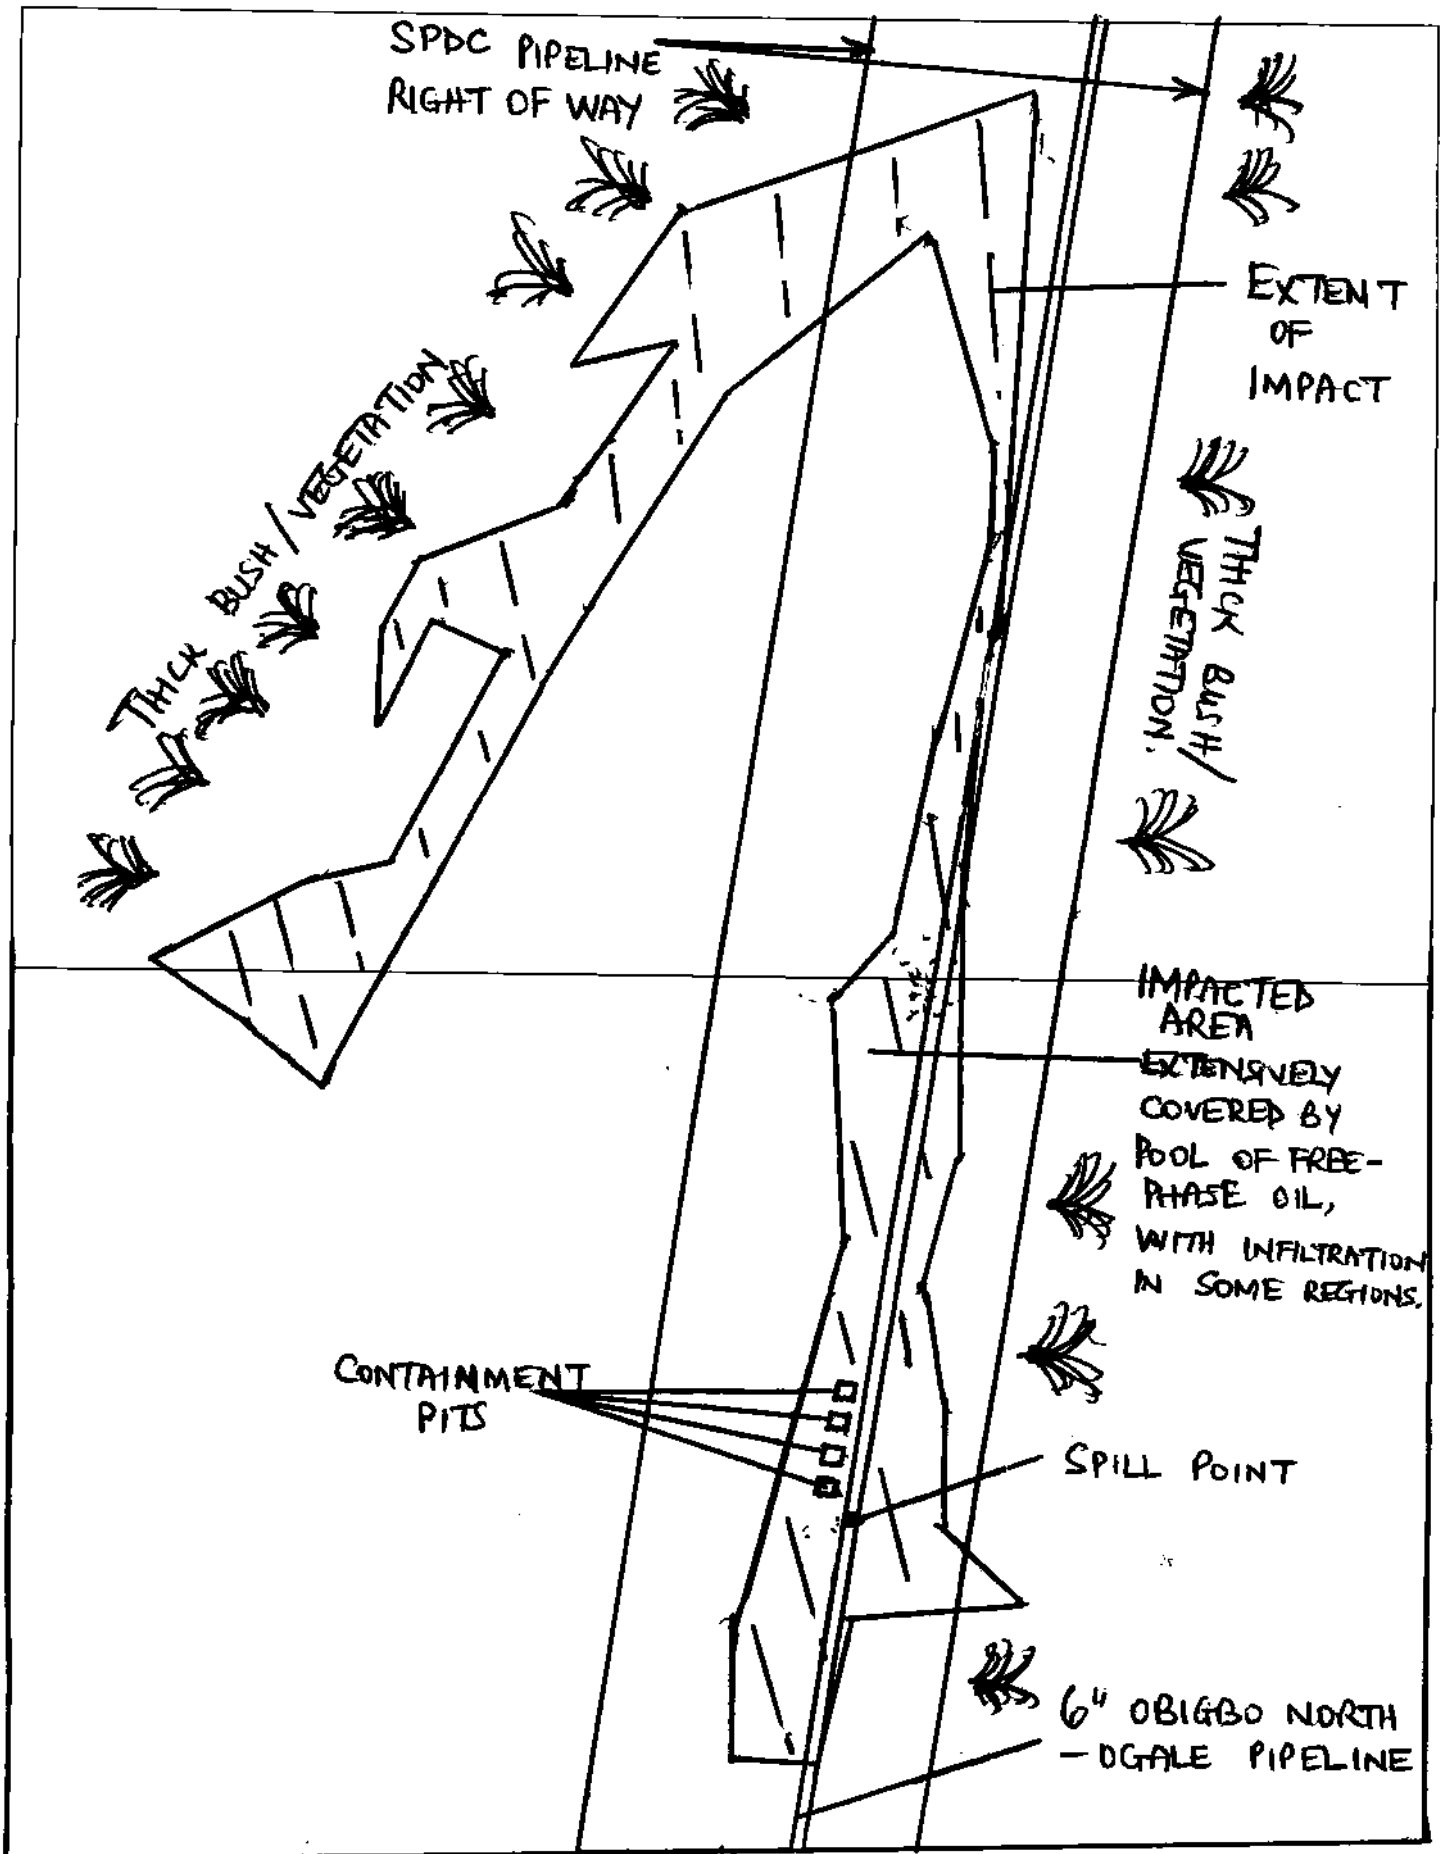 SPDC PIPELINE
RIGHT OF WAY
EXTENT
OF
IMPACT
THICK BUSH / VEGETATION
THICK BUSH/
VEGETATION.
IMPACTED
AREA
EXTENSIVELY
COVERED BY
POOL OF FREE-
PHASE OIL,
WITH INFILTRATION
IN SOME REGIONS.
CONTAINMENT
PITS
SPILL POINT
6" OBIGBO NORTH
- OGALE PIPELINE